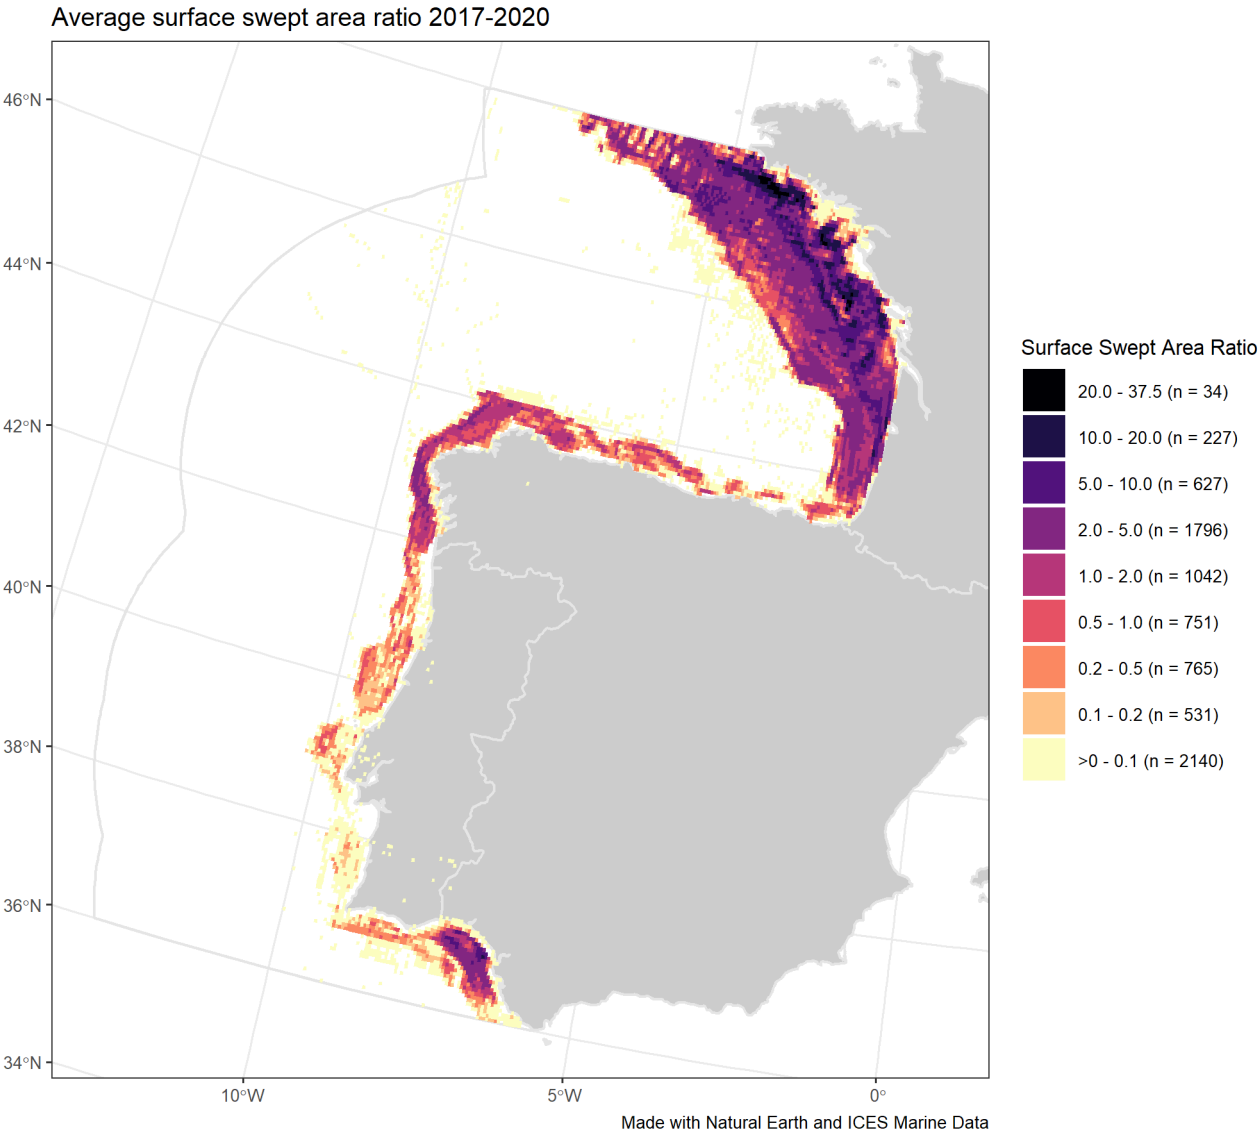 Average surface swept area ratio 2017-2020
46°N
44°N
42°N
40°N
38°N
36°N
34°N
10°W
5°W
0°
Surface Swept Area Ratio
20.0 - 37.5 (n = 34)
10.0 - 20.0 (n = 227)
5.0 - 10.0 (n = 627)
2.0 - 5.0 (n = 1796)
1.0 - 2.0 (n = 1042)
0.5 - 1.0 (n = 751)
0.2 - 0.5 (n = 765)
0.1 - 0.2 (n = 531)
>0 - 0.1 (n = 2140)
Made with Natural Earth and ICES Marine Data